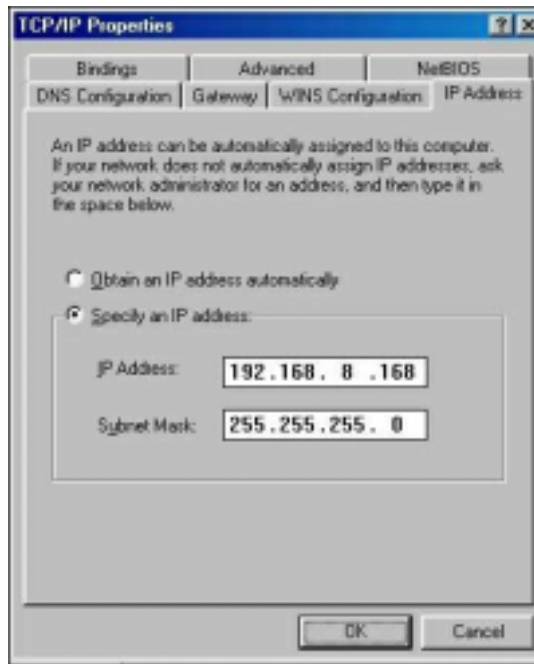 TCP/IP Properties
? ×
Bindings Advanced NetBIOS
DNS Configuration Gateway WINS Configuration IP Address
An IP address can be automatically assigned to this computer.
If your network does not automatically assign IP addresses, ask
your network administrator for an address, and then type it in
the space below.
Obtain an IP address automatically
Specify an IP address:
IP Address: 192.168. 8 .168
Subnet Mask: 255.255.255. 0
OK Cancel